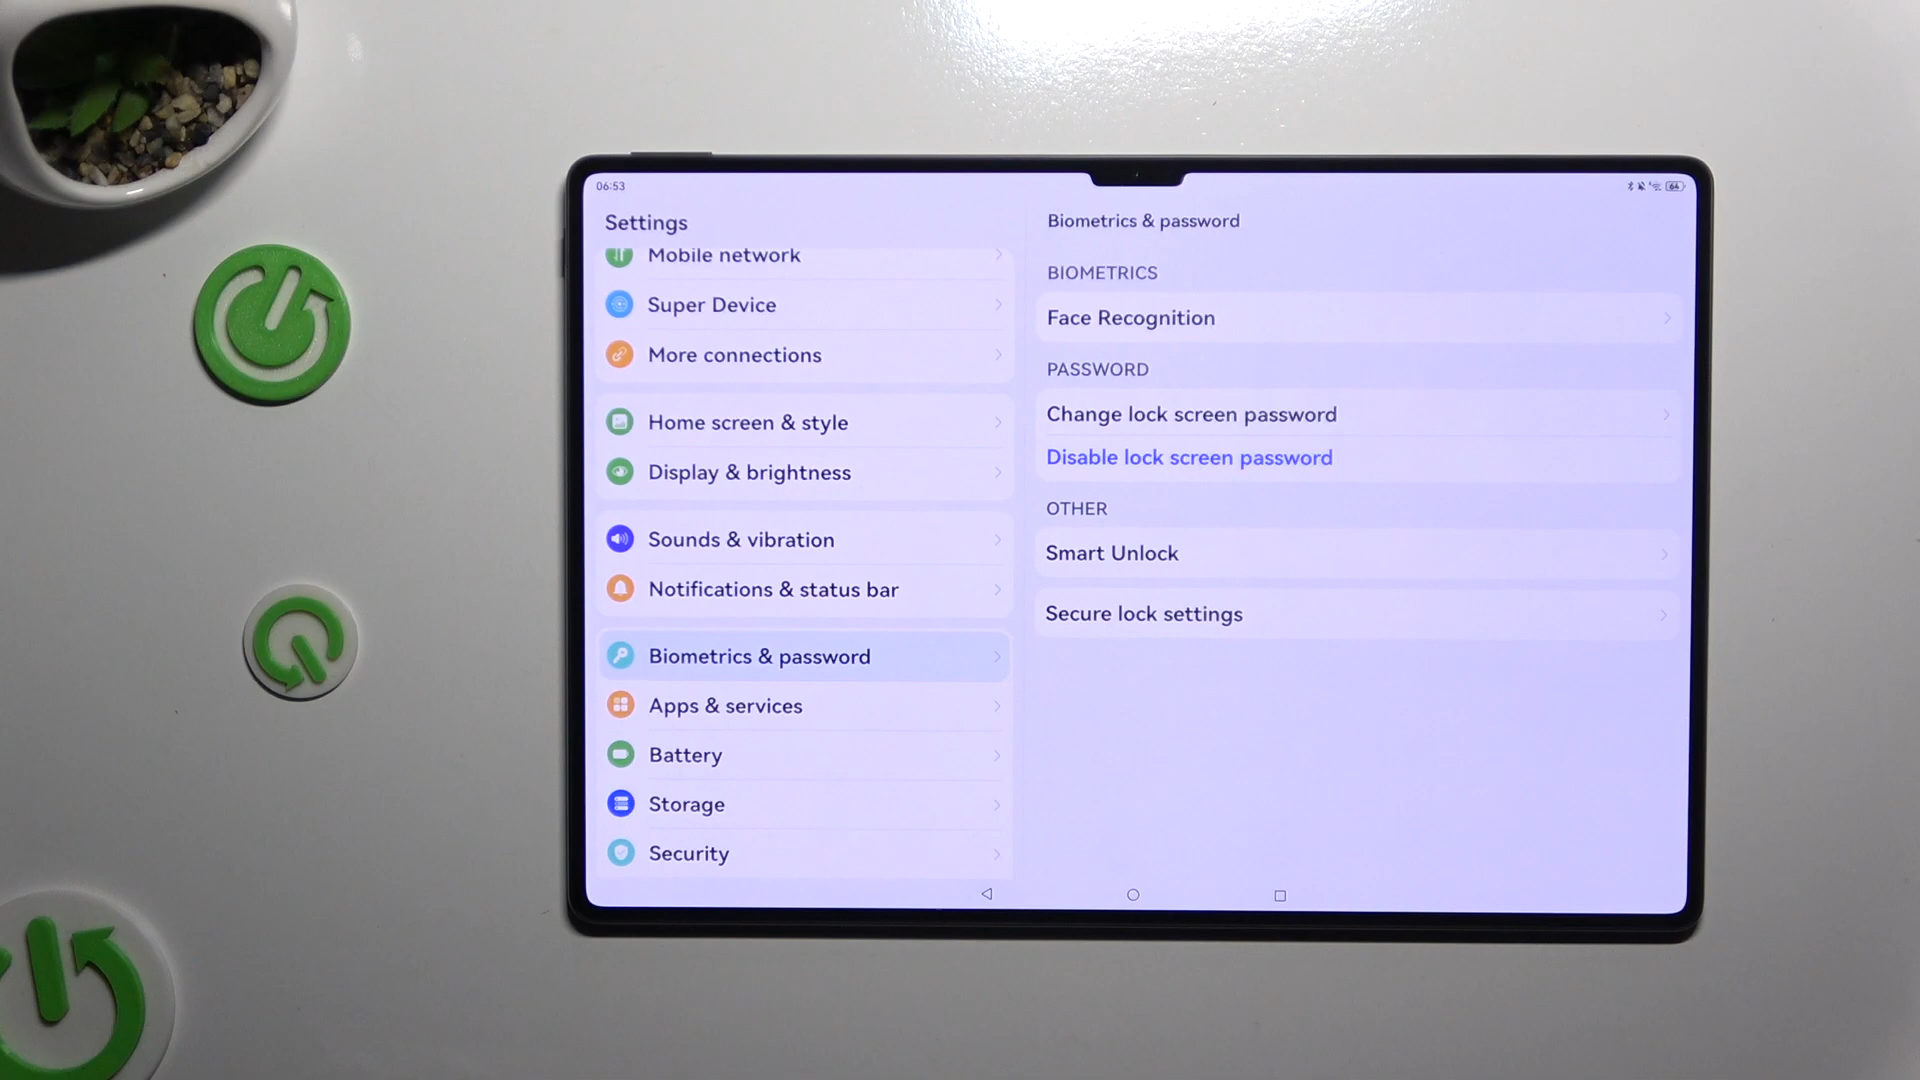 06:53
64
Settings
Mobile network
Super Device
More connections
Home screen & style
Display & brightness
Sounds & vibration
Notifications & status bar
Biometrics & password
Apps & services
Battery
Storage
Security
Biometrics & password
BIOMETRICS
Face Recognition
PASSWORD
Change lock screen password
Disable lock screen password
OTHER
Smart Unlock
Secure lock settings